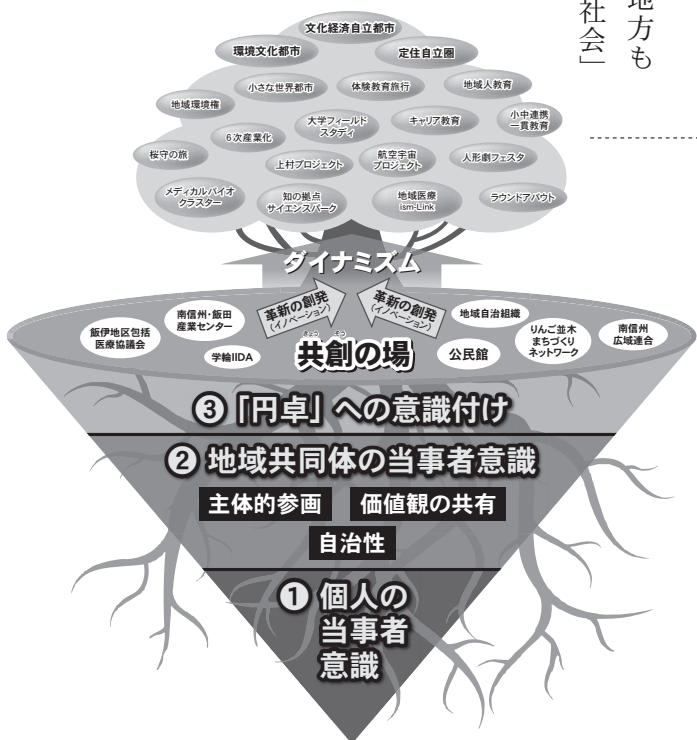 地方も
社会」
文化経済自立都市
環境文化都市
定住自立圏
小さな世界都市
体験教育旅行
地域人教育
地域環境権
6次産業化
大学フィールド
スタディ
キャリア教育
小中連携
一貫教育
桜守の旅
上村プロジェクト
航空宇宙
プロジェクト
人形劇フェスタ
メディカルバイオ
クラスター
知の拠点
サイエンスパーク
地域医療
ism-Link
ラウンドアバウト
ダイナミズム
革新の創発
(イノベーション)
革新の創発
(イノベーション)
飯伊地区包括
医療協議会
南信州・飯田
産業センター
学輪IIDA
きょう そう
共創の場
地域自治組織
公民館
りんご並木
まちづくり
ネットワーク
南信州
広域連合
❸「円卓」への意識付け
❷ 地域共同体の当事者意識
主体的参画
価値観の共有
自治性
❶ 個人の
当事者
意識